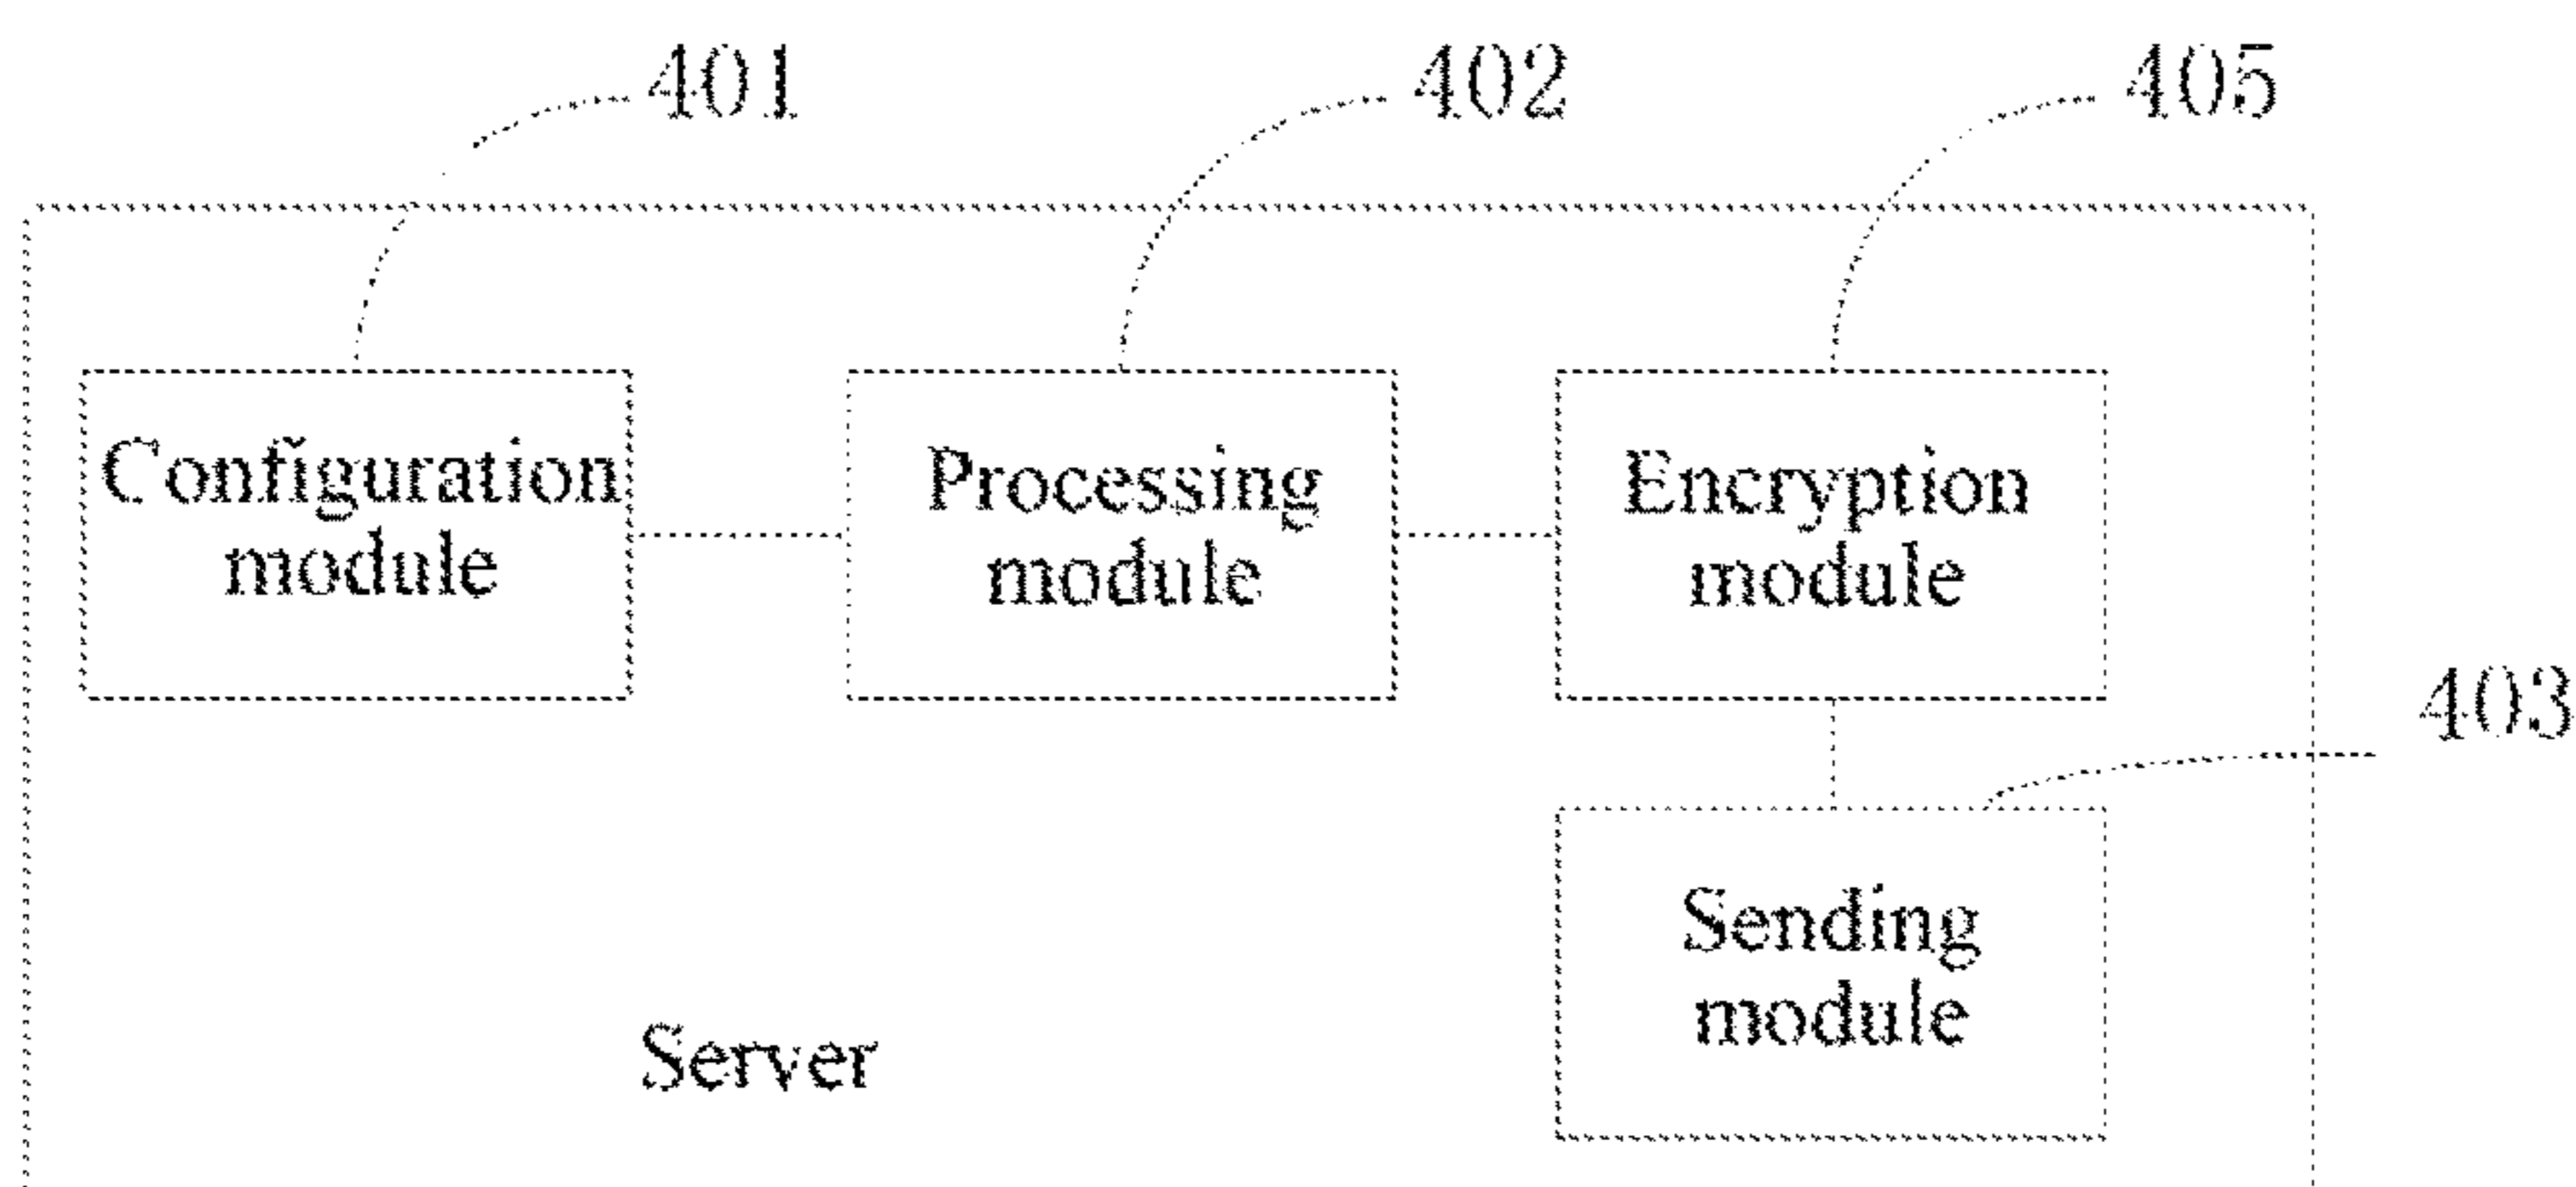 401
402
405
Configuration
module
Processing
module
Encryption
module
403
Sending
module
Server